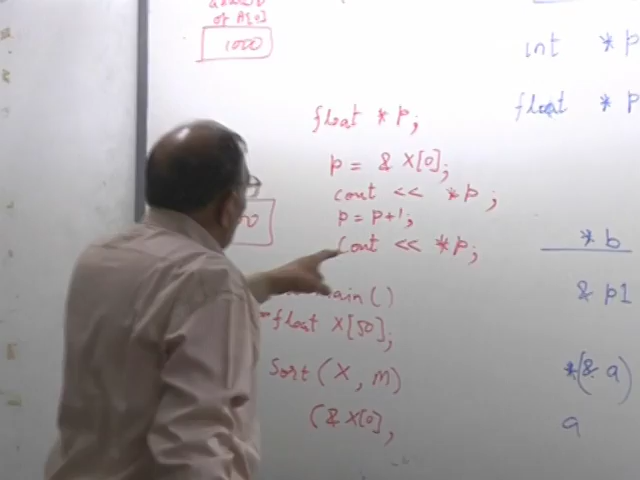 of A[0]
1000
float * p;
p = & X[0];
cout << *p ;
p = p+1;
cout << *p;
main ( )
float X[50];
Sort (X, m)
(& X[0],
int * p
float * p
* b
& p1
*(& a)
a